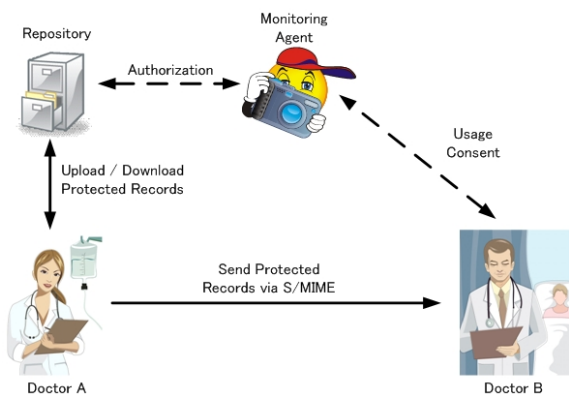 Monitoring
Agent
Repository
Authorization
Usage
Consent
Upload / Download
Protected Records
Send Protected
Records via S/MIME
Doctor A
Doctor B